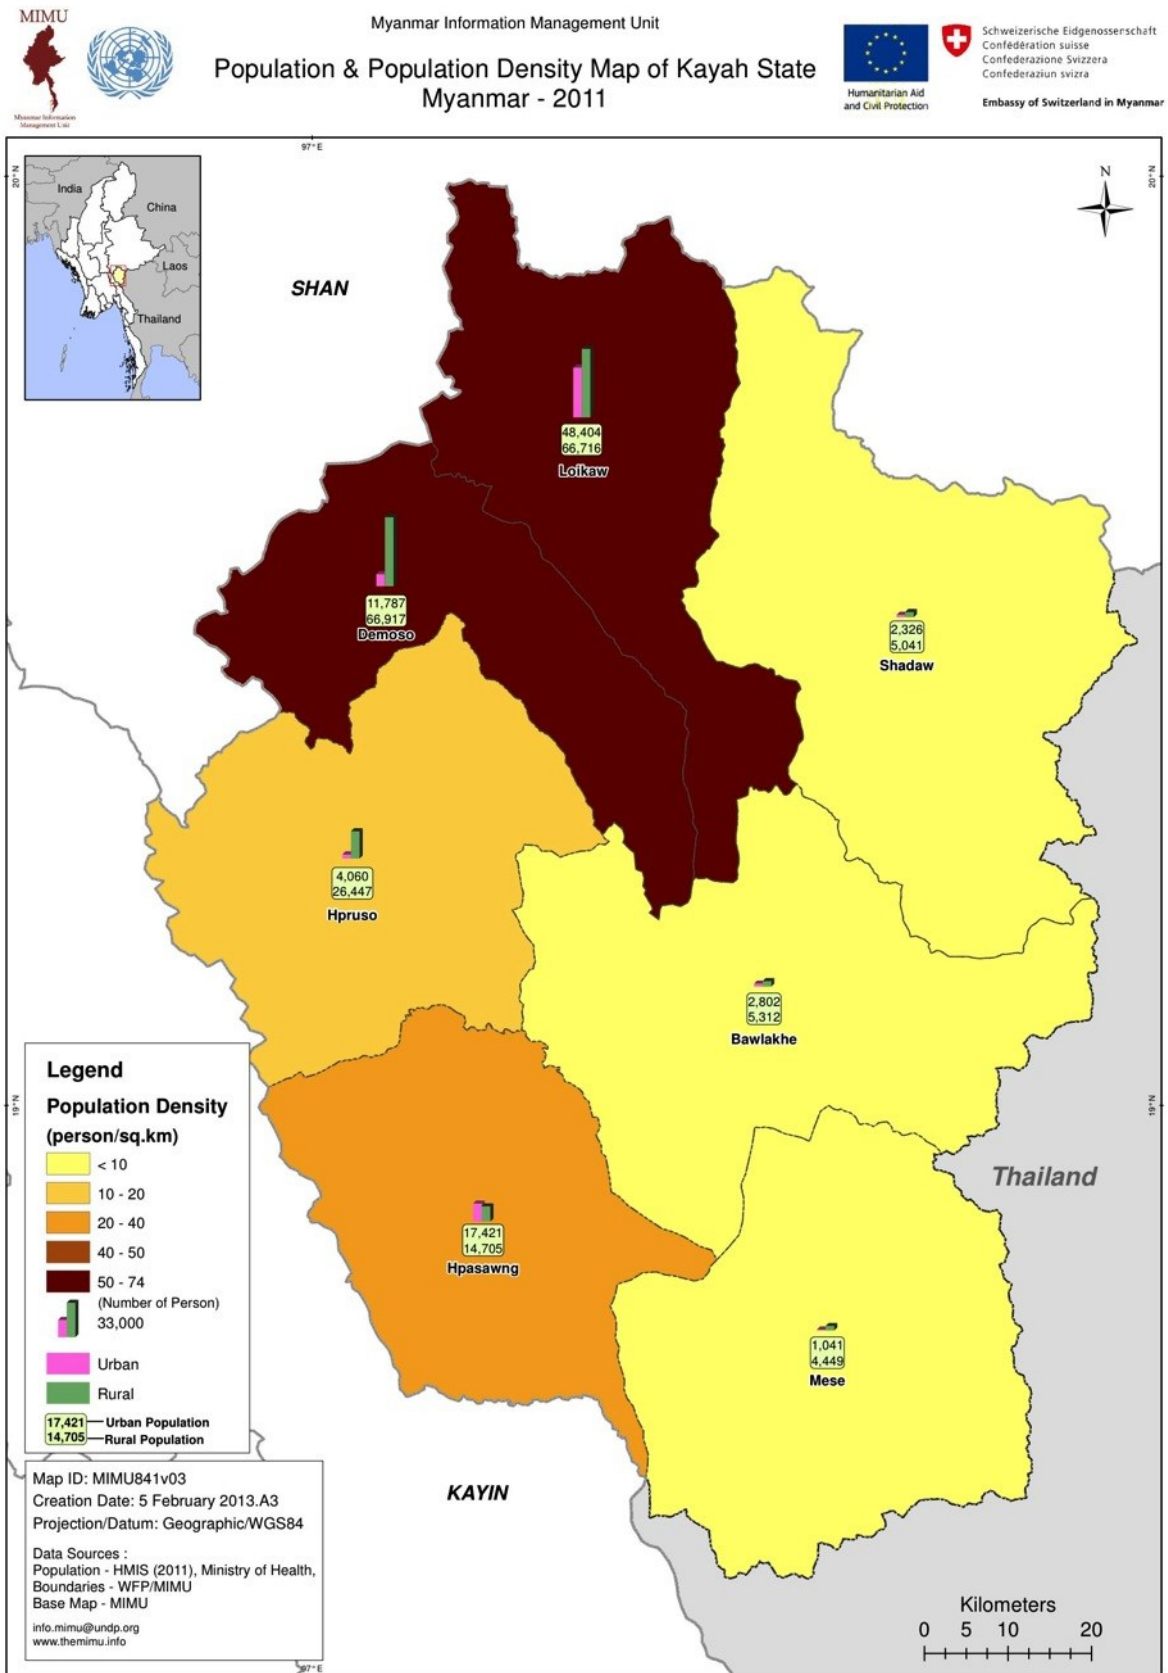 MIMU
Myanmar Information
Management Unit
Myanmar Information Management Unit
Population & Population Density Map of Kayah State
Myanmar - 2011
Humanitarian Aid
and Civil Protection
Schweizerische Eidgenossenschaft
Confédération suisse
Confederazione Svizzera
Confederaziun svizra
Embassy of Switzerland in Myanmar
97°E
20°N
20°N
N
India
China
Laos
Thailand
SHAN
48,404
66,716
Loikaw
11,787
66,917
Demoso
2,326
5,041
Shadaw
4,060
26,447
Hpruso
2,802
5,312
Bawlakhe
19°N
19°N
Thailand
17,421
14,705
Hpasawng
1,041
4,449
Mese
KAYIN
Legend
Population Density
(person/sq.km)
< 10
10 - 20
20 - 40
40 - 50
50 - 74
(Number of Person)
33,000
Urban
Rural
17,421 Urban Population
14,705 Rural Population
Map ID: MIMU841v03
Creation Date: 5 February 2013.A3
Projection/Datum: Geographic/WGS84
Data Sources :
Population - HMIS (2011), Ministry of Health,
Boundaries - WFP/MIMU
Base Map - MIMU
info.mimu@undp.org
www.themimu.info
Kilometers
0 5 10 20
97°E